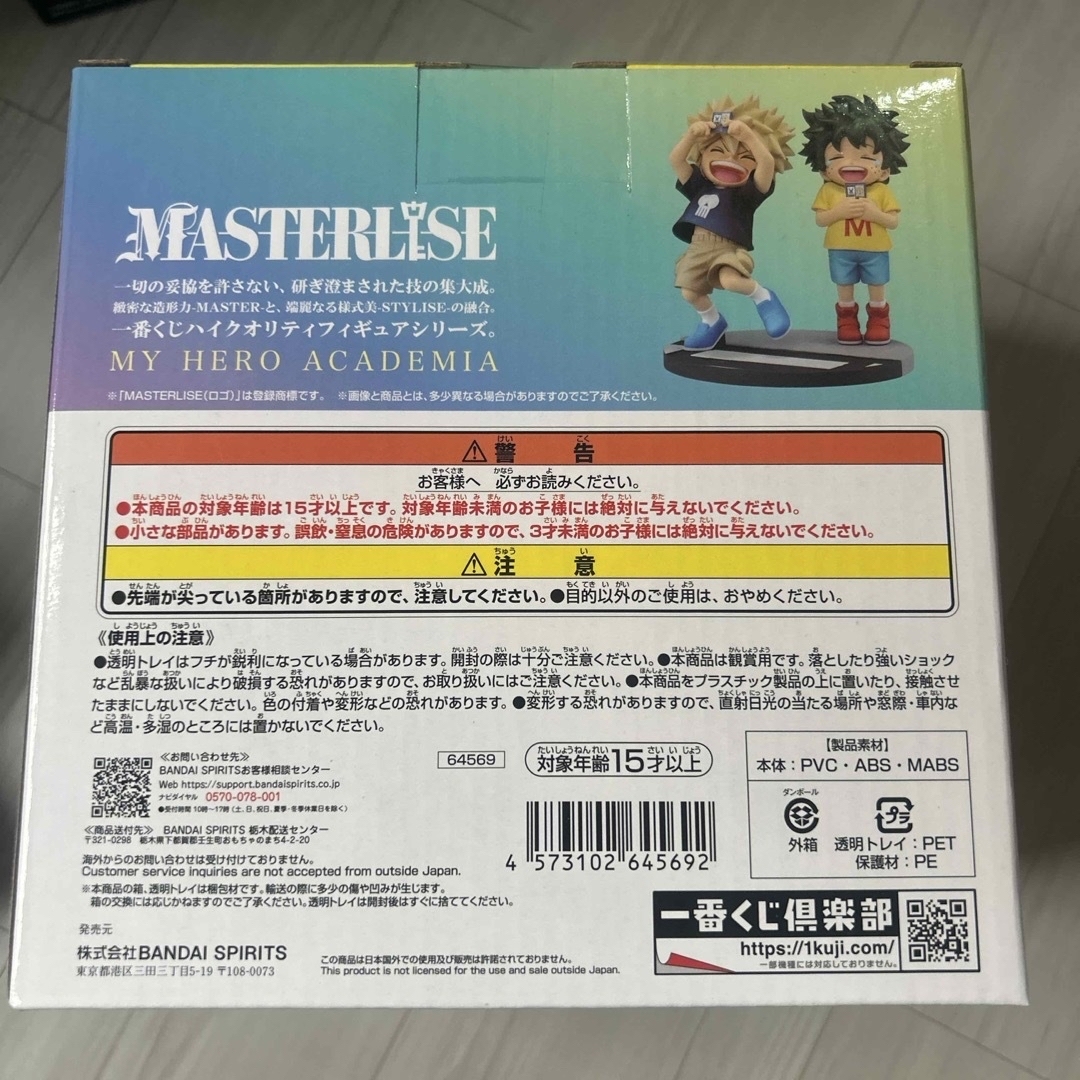 MASTERLISE
一切の妥協を許さない、研ぎ澄まされた技の集大成。
緻密な造形力-MASTER-と、端麗なる様式美-STYLISE-の融合。
一番くじハイクオリティフィギュアシリーズ。
MY HERO ACADEMIA
※「MASTERLISE(ロゴ)」は登録商標です。 ※画像と商品とは、多少異なる場合がありますのでご了承ください。
M
⚠警告
お客様へ 必ずお読みください。
●本商品の対象年齢は15才以上です。対象年齢未満のお子様には絶対に与えないでください。
●小さな部品があります。誤飲・窒息の危険がありますので、3才未満のお子様には絶対に与えないでください。
⚠注意
●先端が尖っている箇所がありますので、注意してください。●目的以外のご使用は、おやめください。
《使用上の注意》
●透明トレイはフチが鋭利になっている場合があります。開封の際は十分ご注意ください。●本商品は観賞用です。落としたり強いショック
など乱暴な扱いにより破損する恐れがありますので、お取り扱いにはご注意ください。●本商品をプラスチック製品の上に置いたり、接触させ
たままにしないでください。色の付着や変形などの恐れがあります。●変形する恐れがありますので、直射日光の当たる場所や窓際・車内な
ど高温・多湿のところには置かないでください。
≪お問い合わせ先≫
BANDAI SPIRITSお客様相談センター
Web https://support.bandaispirits.co.jp
ナビダイヤル 0570-078-001
●受付時間 10時〜17時(土、日、祝日、夏季・冬季休業日を除く)
≪商品送付先≫ BANDAI SPIRITS 栃木配送センター
〒321-0298 栃木県下都賀郡壬生町おもちゃのまち4-2-20
海外からのお問い合わせは受け付けておりません。
Customer service inquiries are not accepted from outside Japan.
※本商品の箱、透明トレイは梱包材です。輸送の際に多少の傷や凹みが生じます。
箱の交換には応じかねますのでご了承ください。透明トレイは開封後はすぐに捨ててください。
発売元
株式会社BANDAI SPIRITS
東京都港区三田三丁目5-19 〒108-0073
64569
対象年齢15才以上
4 573102 645692
この商品は日本国外での使用及び販売は許諾されておりません。
This product is not licensed for the use and sale outside Japan.
【製品素材】
本体：PVC・ABS・MABS
ダンボール
外箱
プラ
透明トレイ：PET
保護材：PE
一番くじ倶楽部
https://1kuji.com/
一部機種には対応しておりません。